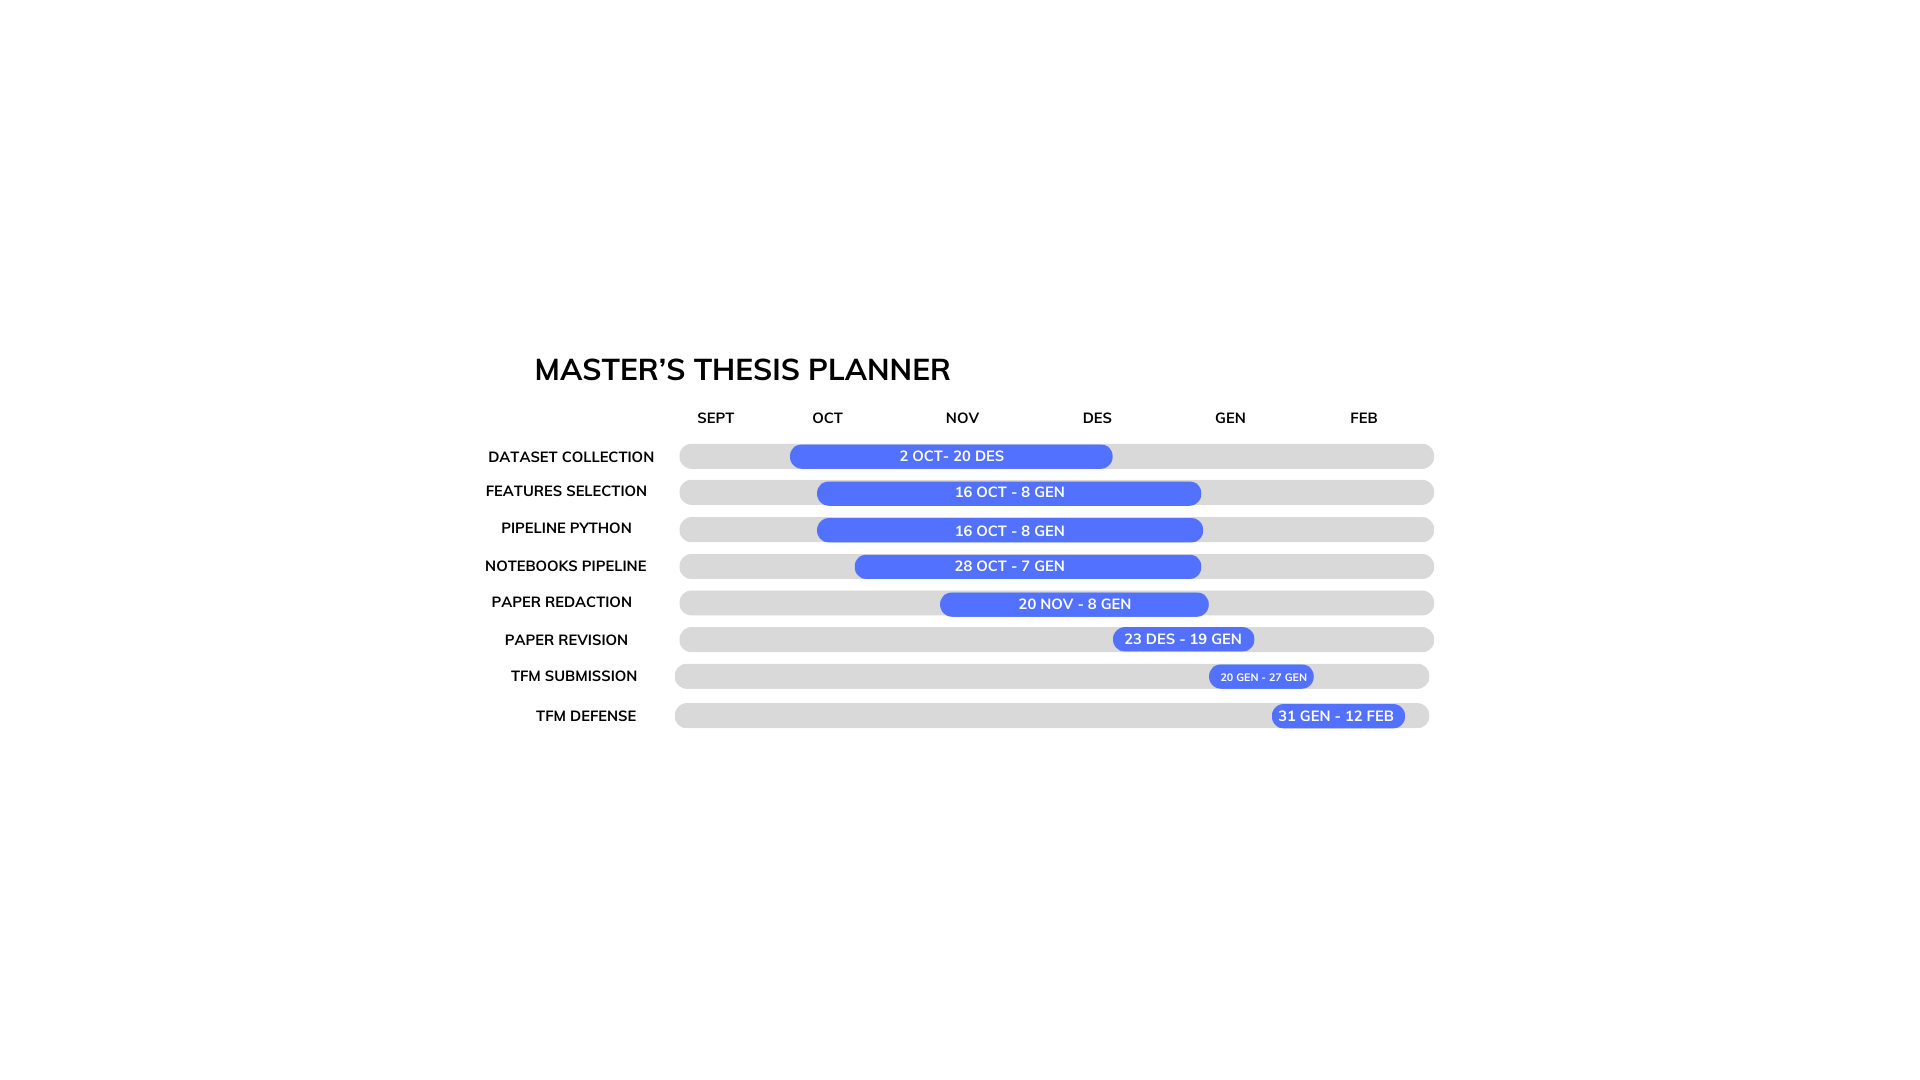 MASTER’S THESIS PLANNER
SEPT OCT NOV DES GEN FEB
DATASET COLLECTION 2 OCT- 20 DES
FEATURES SELECTION 16 OCT - 8 GEN
PIPELINE PYTHON 16 OCT - 8 GEN
NOTEBOOKS PIPELINE 28 OCT - 7 GEN
PAPER REDACTION 20 NOV - 8 GEN
PAPER REVISION 23 DES - 19 GEN
TFM SUBMISSION 20 GEN - 27 GEN
TFM DEFENSE 31 GEN - 12 FEB